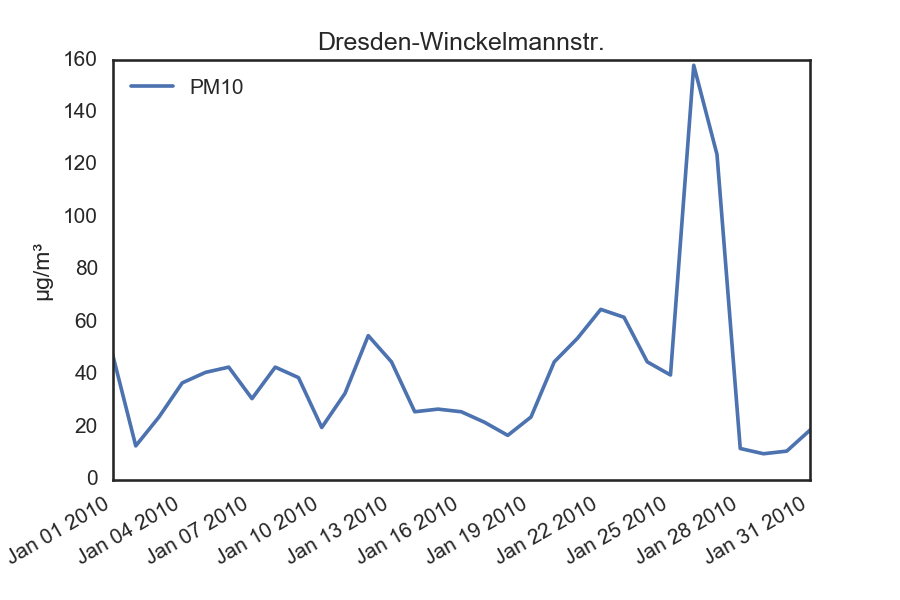 Dresden-Winckelmannstr.
160
140
120
100
80
60
40
20
0
µg/m³
PM10
Jan 01 2010
Jan 04 2010
Jan 07 2010
Jan 10 2010
Jan 13 2010
Jan 16 2010
Jan 19 2010
Jan 22 2010
Jan 25 2010
Jan 28 2010
Jan 31 2010